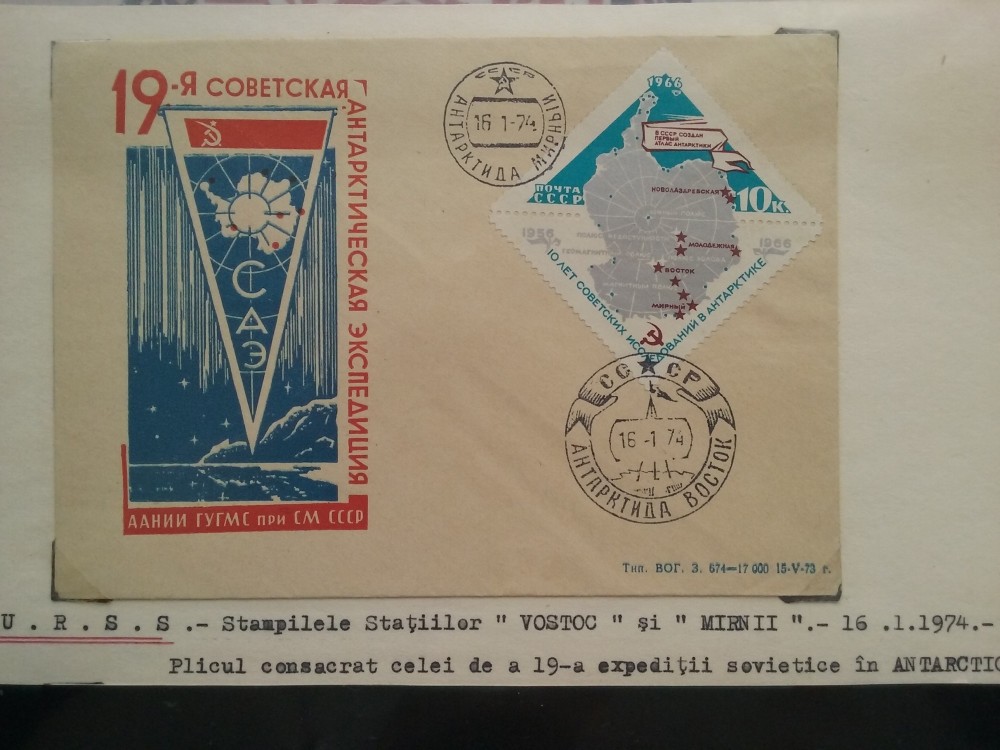 19-Я СОВЕТСКАЯ
АНТАРКТИЧЕСКАЯ ЭКСПЕДИЦИЯ
САЭ
ААНИИ ГУГМС ПРИ СМ СССР
СССР
16 1-74
АНТАРКТИДА МИРНЫЙ
1966
В СССР СОЗДАН
ПЕРВЫЙ
АТЛАС АНТАРКТИКИ
НОВОЛАЗАРЕВСКАЯ
ПОЧТА
СССР
10К.
1956
1966
МОЛОДЕЖНАЯ
ВОСТОК
МИРНЫЙ
10 ЛЕТ СОВЕТСКИХ ИССЛЕДОВАНИЙ В АНТАРКТИКЕ
СССР
16-1 74
АНТАРКТИДА ВОСТОК
Тип. ВОГ. З. 674—17 000 15-V-73 г.
U . R . S . S .- Stampilele Staţiilor " VOSTOC " şi " MIRNII ".- 16 .1.1974.-
Plicul consacrat celei de a 19-a expediţii sovietice în ANTARCTIC